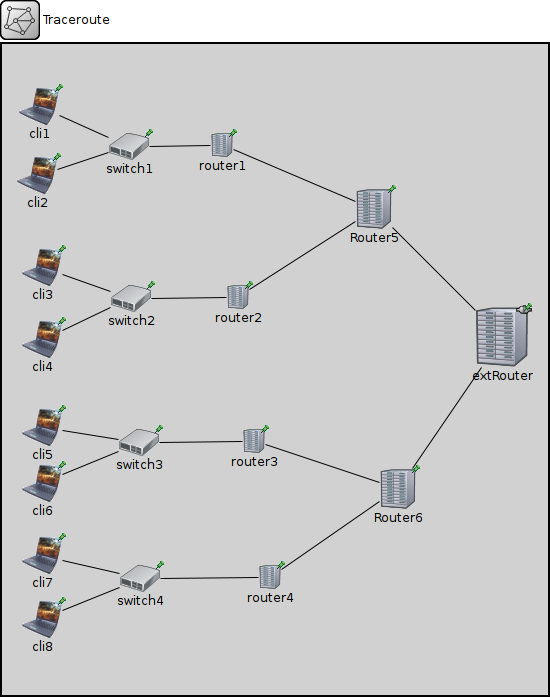 Traceroute
cli1
switch1
router1
cli2
Router5
cli3
switch2
router2
cli4
extRouter
cli5
switch3
router3
cli6
Router6
cli7
switch4
router4
cli8